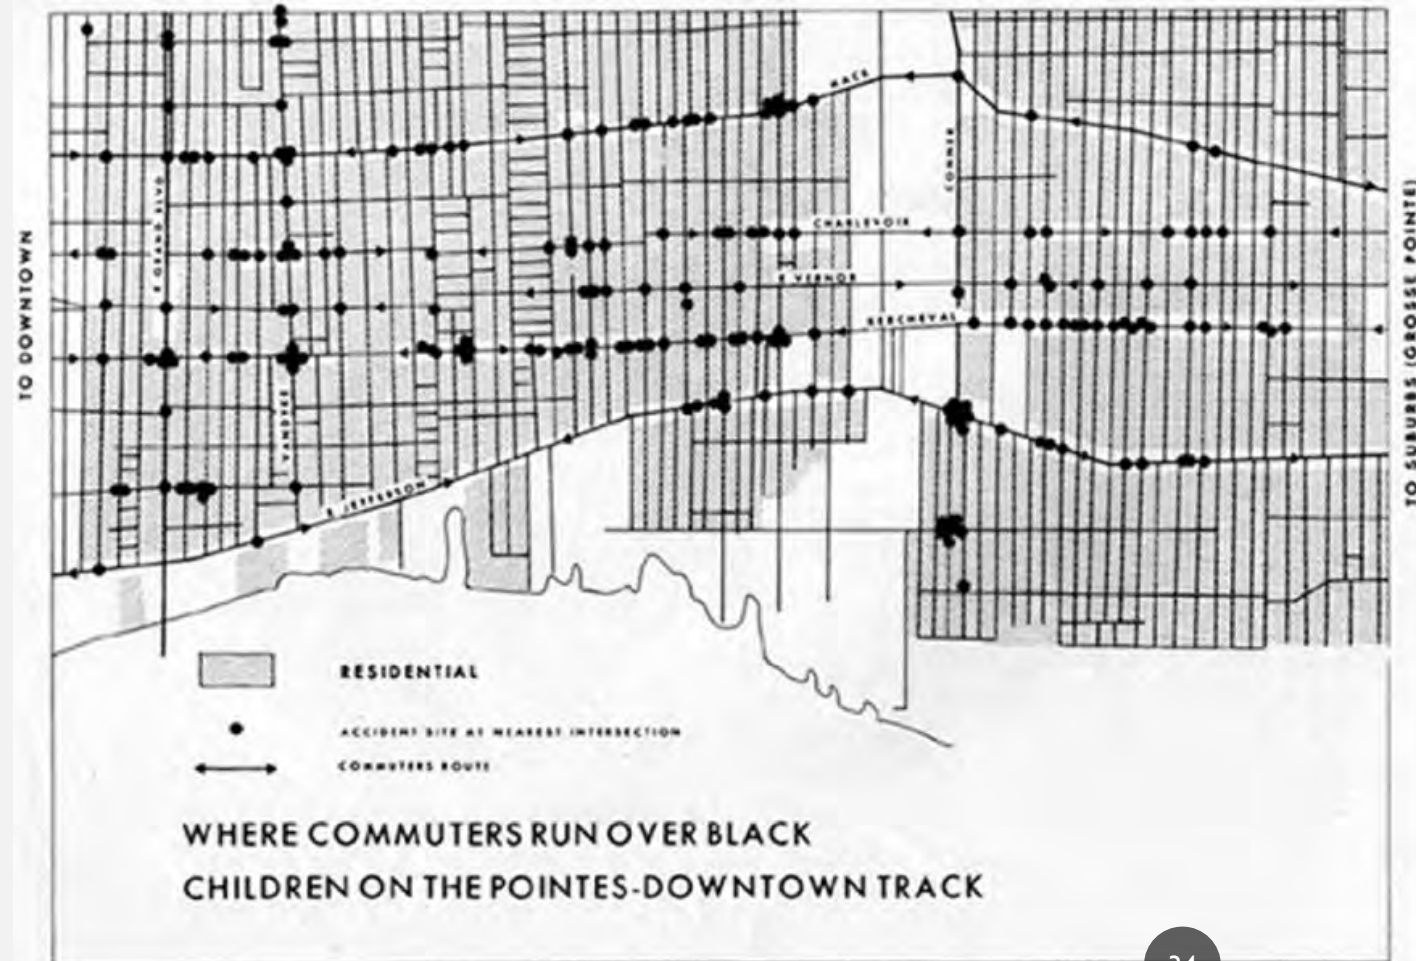 MACK
CONNER
E GRAND BLVD
CHARLEVOIX
TO DOWNTOWN
E VERNOR
KERCHEVAL
TO SUBURBS (GROSSE POINTE)
VANDYKE
E JEFFERSON
RESIDENTIAL
ACCIDENT SITE AT NEAREST INTERSECTION
COMMUTERS ROUTE
WHERE COMMUTERS RUN OVER BLACK
CHILDREN ON THE POINTES-DOWNTOWN TRACK